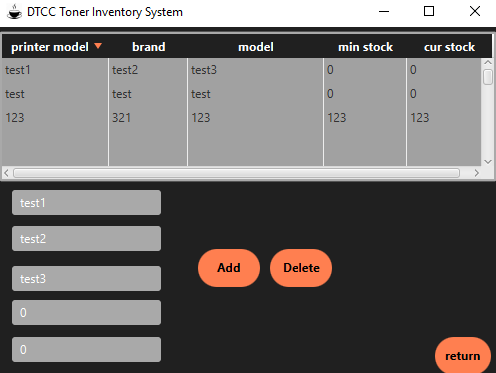 DTCC Toner Inventory System
printer model brand model min stock cur stock
test1 test2 test3 0 0
test test test 0 0
123 321 123 123 123
test1
test2
test3
0
0
Add Delete
return